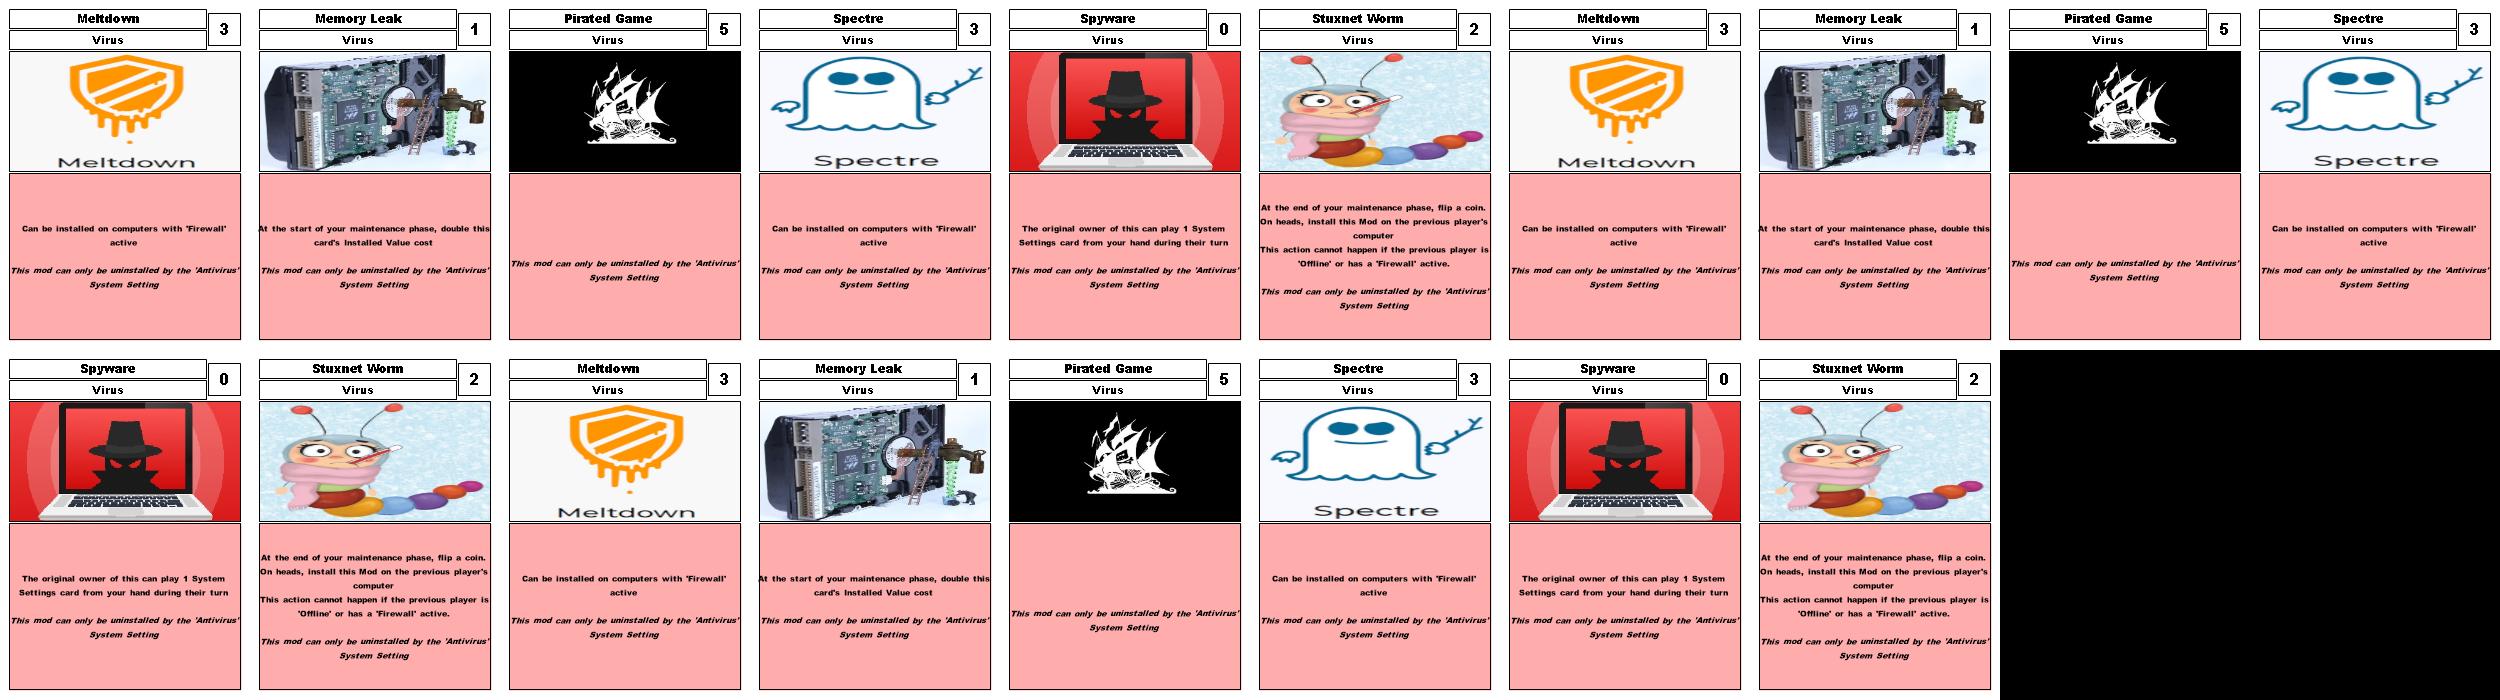 Meltdown
3
Virus
Meltdown
Can be installed on computers with 'Firewall'
active
This mod can only be uninstalled by the 'Antivirus'
System Setting
Memory Leak
1
Virus
At the start of your maintenance phase, double this
card's Installed Value cost
This mod can only be uninstalled by the 'Antivirus'
System Setting
Pirated Game
5
Virus
This mod can only be uninstalled by the 'Antivirus'
System Setting
Spectre
3
Virus
Spectre
Can be installed on computers with 'Firewall'
active
This mod can only be uninstalled by the 'Antivirus'
System Setting
Spyware
0
Virus
The original owner of this can play 1 System
Settings card from your hand during their turn
This mod can only be uninstalled by the 'Antivirus'
System Setting
Stuxnet Worm
2
Virus
At the end of your maintenance phase, flip a coin.
On heads, install this Mod on the previous player's
computer
This action cannot happen if the previous player is
'Offline' or has a 'Firewall' active.
This mod can only be uninstalled by the 'Antivirus'
System Setting
Meltdown
3
Virus
Meltdown
Can be installed on computers with 'Firewall'
active
This mod can only be uninstalled by the 'Antivirus'
System Setting
Memory Leak
1
Virus
At the start of your maintenance phase, double this
card's Installed Value cost
This mod can only be uninstalled by the 'Antivirus'
System Setting
Pirated Game
5
Virus
This mod can only be uninstalled by the 'Antivirus'
System Setting
Spectre
3
Virus
Spectre
Can be installed on computers with 'Firewall'
active
This mod can only be uninstalled by the 'Antivirus'
System Setting
Spyware
0
Virus
The original owner of this can play 1 System
Settings card from your hand during their turn
This mod can only be uninstalled by the 'Antivirus'
System Setting
Stuxnet Worm
2
Virus
At the end of your maintenance phase, flip a coin.
On heads, install this Mod on the previous player's
computer
This action cannot happen if the previous player is
'Offline' or has a 'Firewall' active.
This mod can only be uninstalled by the 'Antivirus'
System Setting
Meltdown
3
Virus
Meltdown
Can be installed on computers with 'Firewall'
active
This mod can only be uninstalled by the 'Antivirus'
System Setting
Memory Leak
1
Virus
At the start of your maintenance phase, double this
card's Installed Value cost
This mod can only be uninstalled by the 'Antivirus'
System Setting
Pirated Game
5
Virus
This mod can only be uninstalled by the 'Antivirus'
System Setting
Spectre
3
Virus
Spectre
Can be installed on computers with 'Firewall'
active
This mod can only be uninstalled by the 'Antivirus'
System Setting
Spyware
0
Virus
The original owner of this can play 1 System
Settings card from your hand during their turn
This mod can only be uninstalled by the 'Antivirus'
System Setting
Stuxnet Worm
2
Virus
At the end of your maintenance phase, flip a coin.
On heads, install this Mod on the previous player's
computer
This action cannot happen if the previous player is
'Offline' or has a 'Firewall' active.
This mod can only be uninstalled by the 'Antivirus'
System Setting